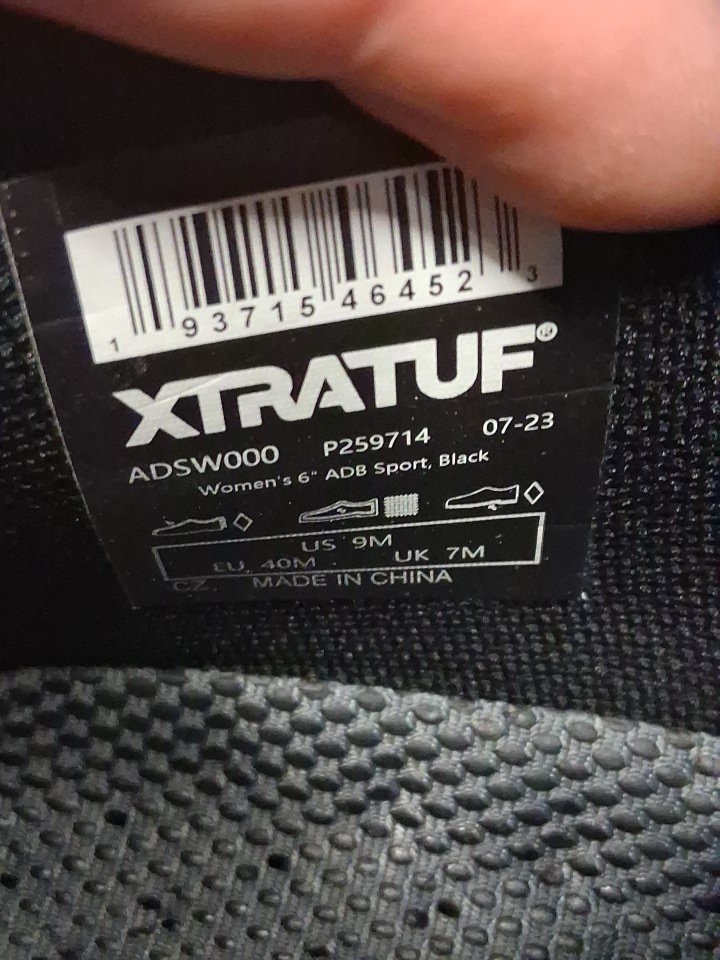 1 93715 46452 3
XTRATUF®
ADSW000 P259714 07-23
Women's 6" ADB Sport, Black
US 9M
EU 40M UK 7M
CZ MADE IN CHINA